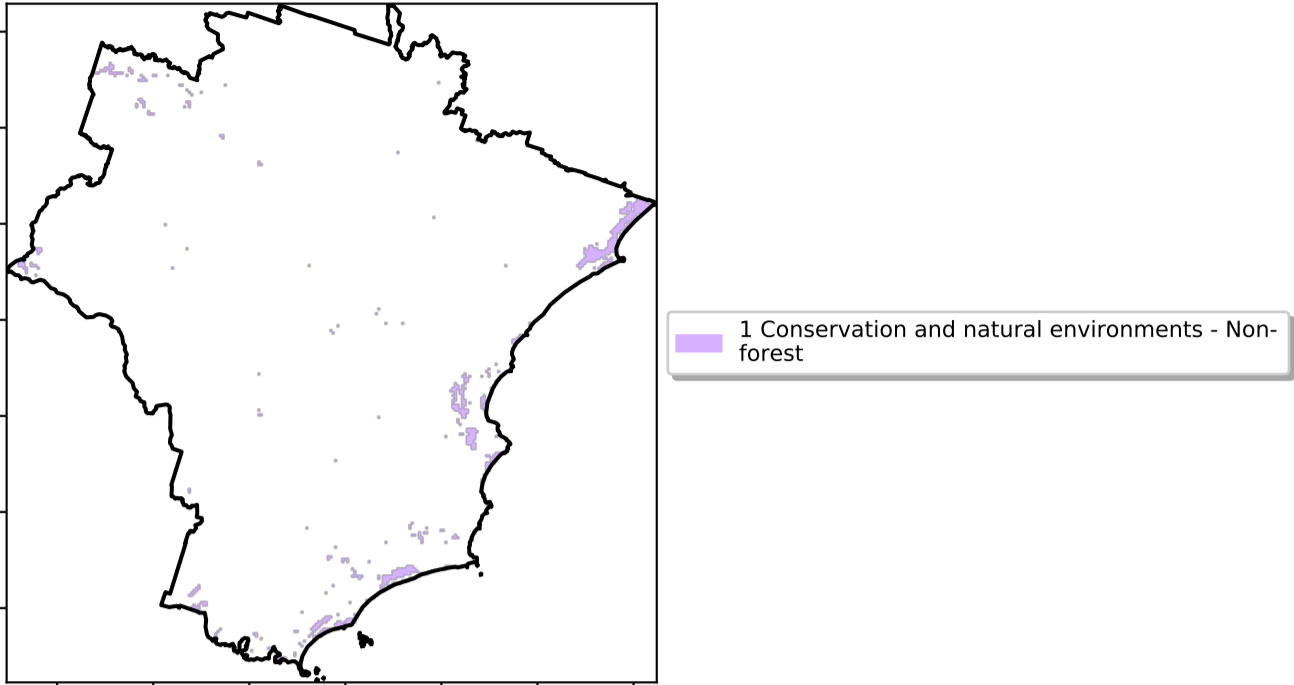 1 Conservation and natural environments - Non-
forest